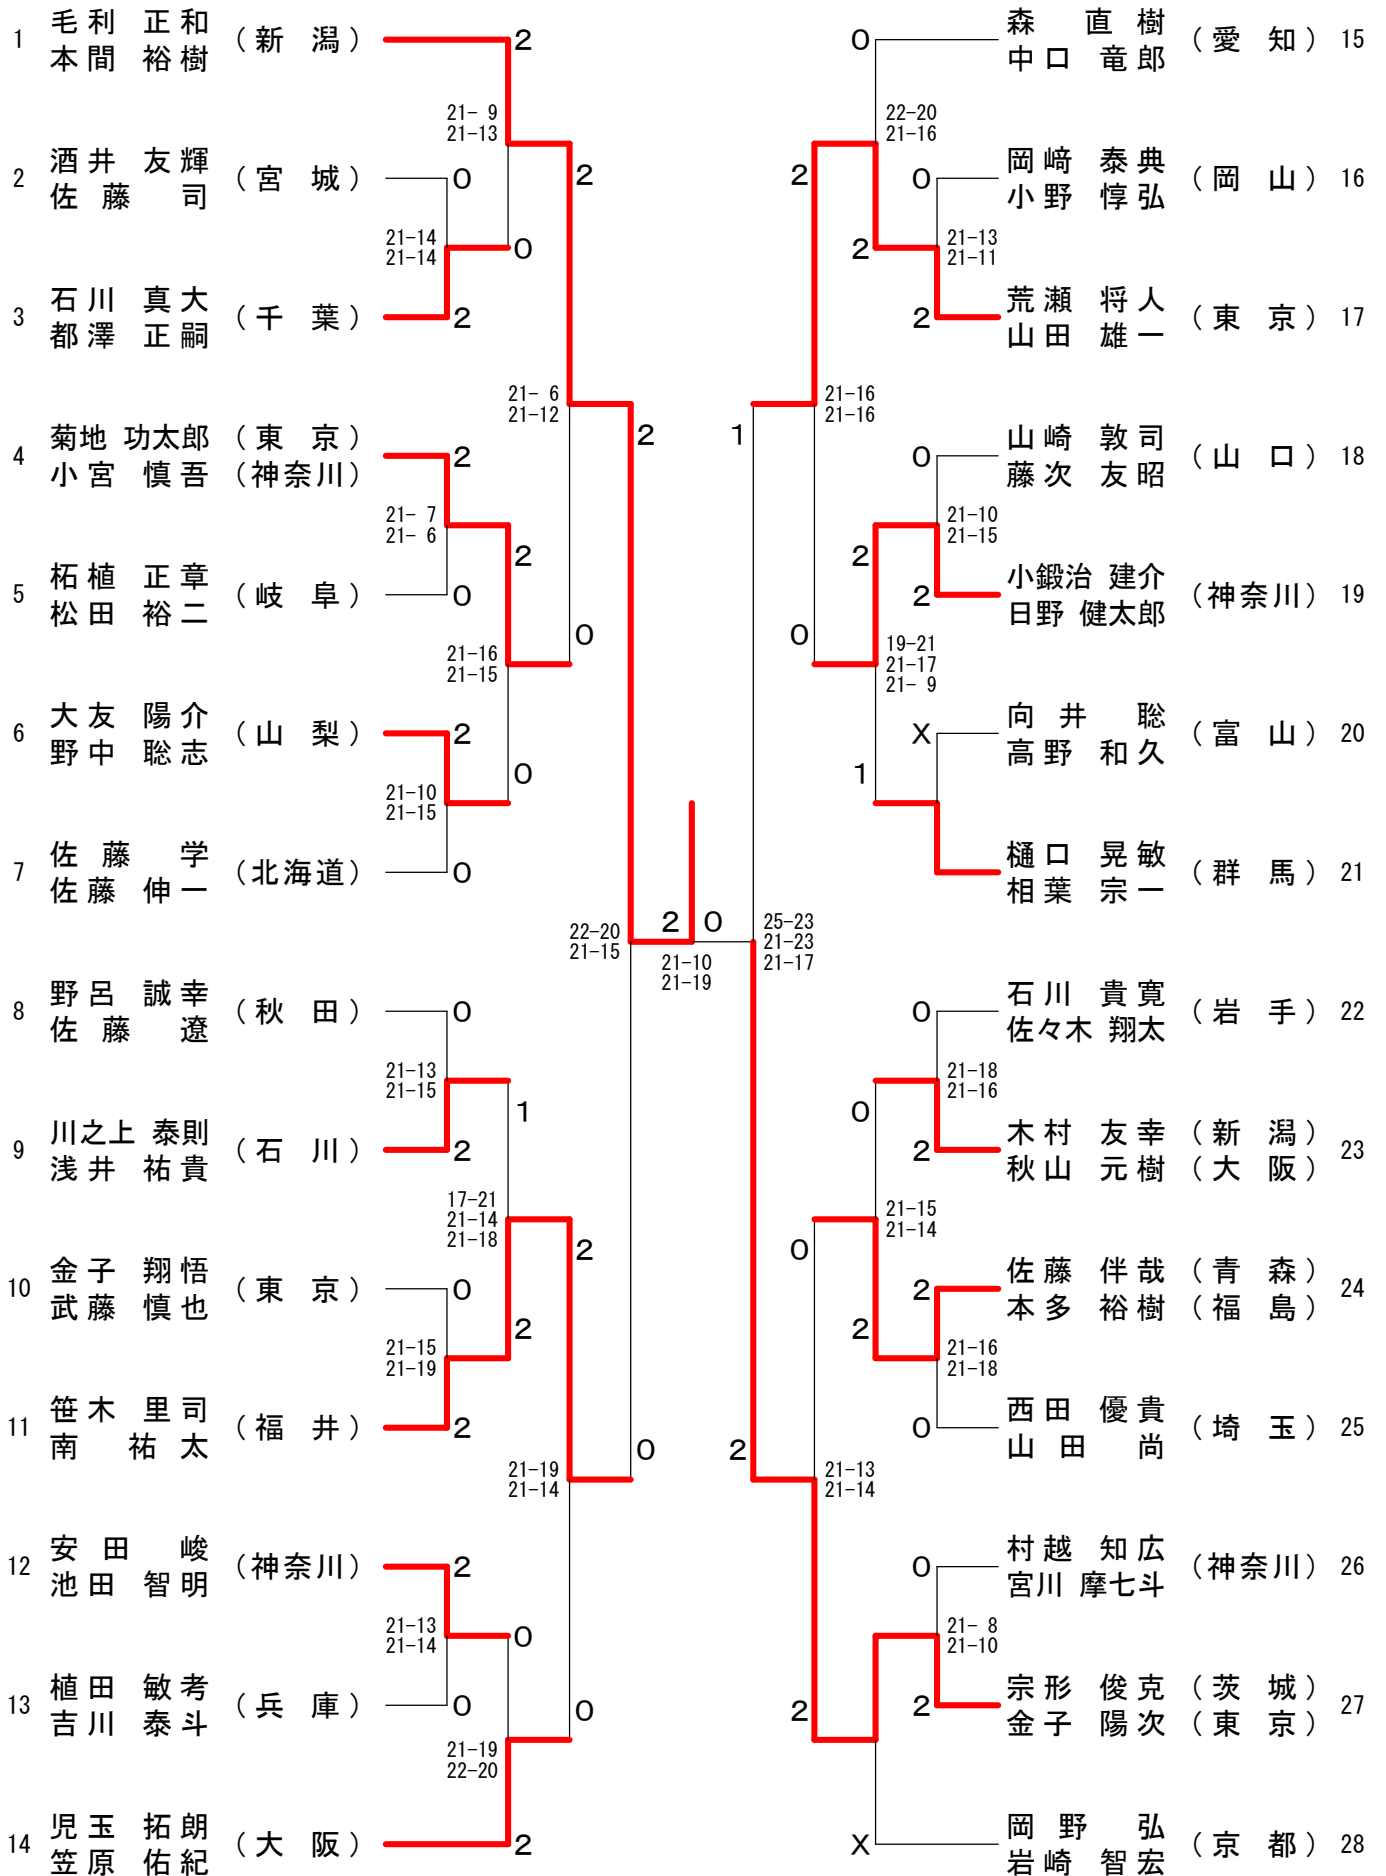 1 毛利 正和 (新 潟) 2
本間 裕樹
21- 9
21-13
2 酒井 友輝 (宮 城) 0
佐藤 司
2
21-14
21-14
0
3 石川 真大 (千 葉) 2
都澤 正嗣
21- 6
21-12
2
4 菊地 功太郎 (東 京) 2
小宮 慎吾 (神奈川)
21- 7
21- 6
2
5 柘植 正章 (岐 阜) 0
松田 裕二
0
21-16
21-15
6 大友 陽介 (山 梨) 2
野中 聡志
0
21-10
21-15
7 佐藤 学 (北海道) 0
佐藤 伸一
22-20
21-15
8 野呂 誠幸 (秋 田) 0
佐藤 遼
21-13
21-15
1
9 川之上 泰則 (石 川) 2
浅井 祐貴
17-21
21-14
21-18
2
10 金子 翔悟 (東 京) 0
武藤 慎也
2
21-15
21-19
11 笹木 里司 (福 井) 2
南 祐太
0
21-19
21-14
12 安田 峻 (神奈川) 2
池田 智明
21-13
21-14
0
13 植田 敏考 (兵 庫) 0
吉川 泰斗
0
21-19
22-20
14 児玉 拓朗 (大 阪) 2
笠原 佑紀
2 0
21-10
21-19
0 森 直樹 (愛 知) 15
中口 竜郎
22-20
21-16
2
0 岡﨑 泰典 (岡 山) 16
小野 惇弘
2
21-13
21-11
2 荒瀬 将人 (東 京) 17
山田 雄一
1
21-16
21-16
0 山崎 敦司 (山 口) 18
藤次 友昭
21-10
21-15
2
2 小鍛治 建介 (神奈川) 19
日野 健太郎
0
19-21
21-17
21- 9
X 向井 聡 (富 山) 20
高野 和久
1
樋口 晃敏 (群 馬) 21
相葉 宗一
25-23
21-23
21-17
0 石川 貴寛 (岩 手) 22
佐々木 翔太
21-18
21-16
0
2 木村 友幸 (新 潟) 23
秋山 元樹 (大 阪)
21-15
21-14
0
2 佐藤 伴哉 (青 森) 24
本多 裕樹 (福 島)
2
21-16
21-18
0 西田 優貴 (埼 玉) 25
山田 尚
2
21-13
21-14
0 村越 知広 (神奈川) 26
宮川 摩七斗
21- 8
21-10
2 宗形 俊克 (茨 城) 27
金子 陽次 (東 京)
2
X 岡野 弘 (京 都) 28
岩崎 智宏